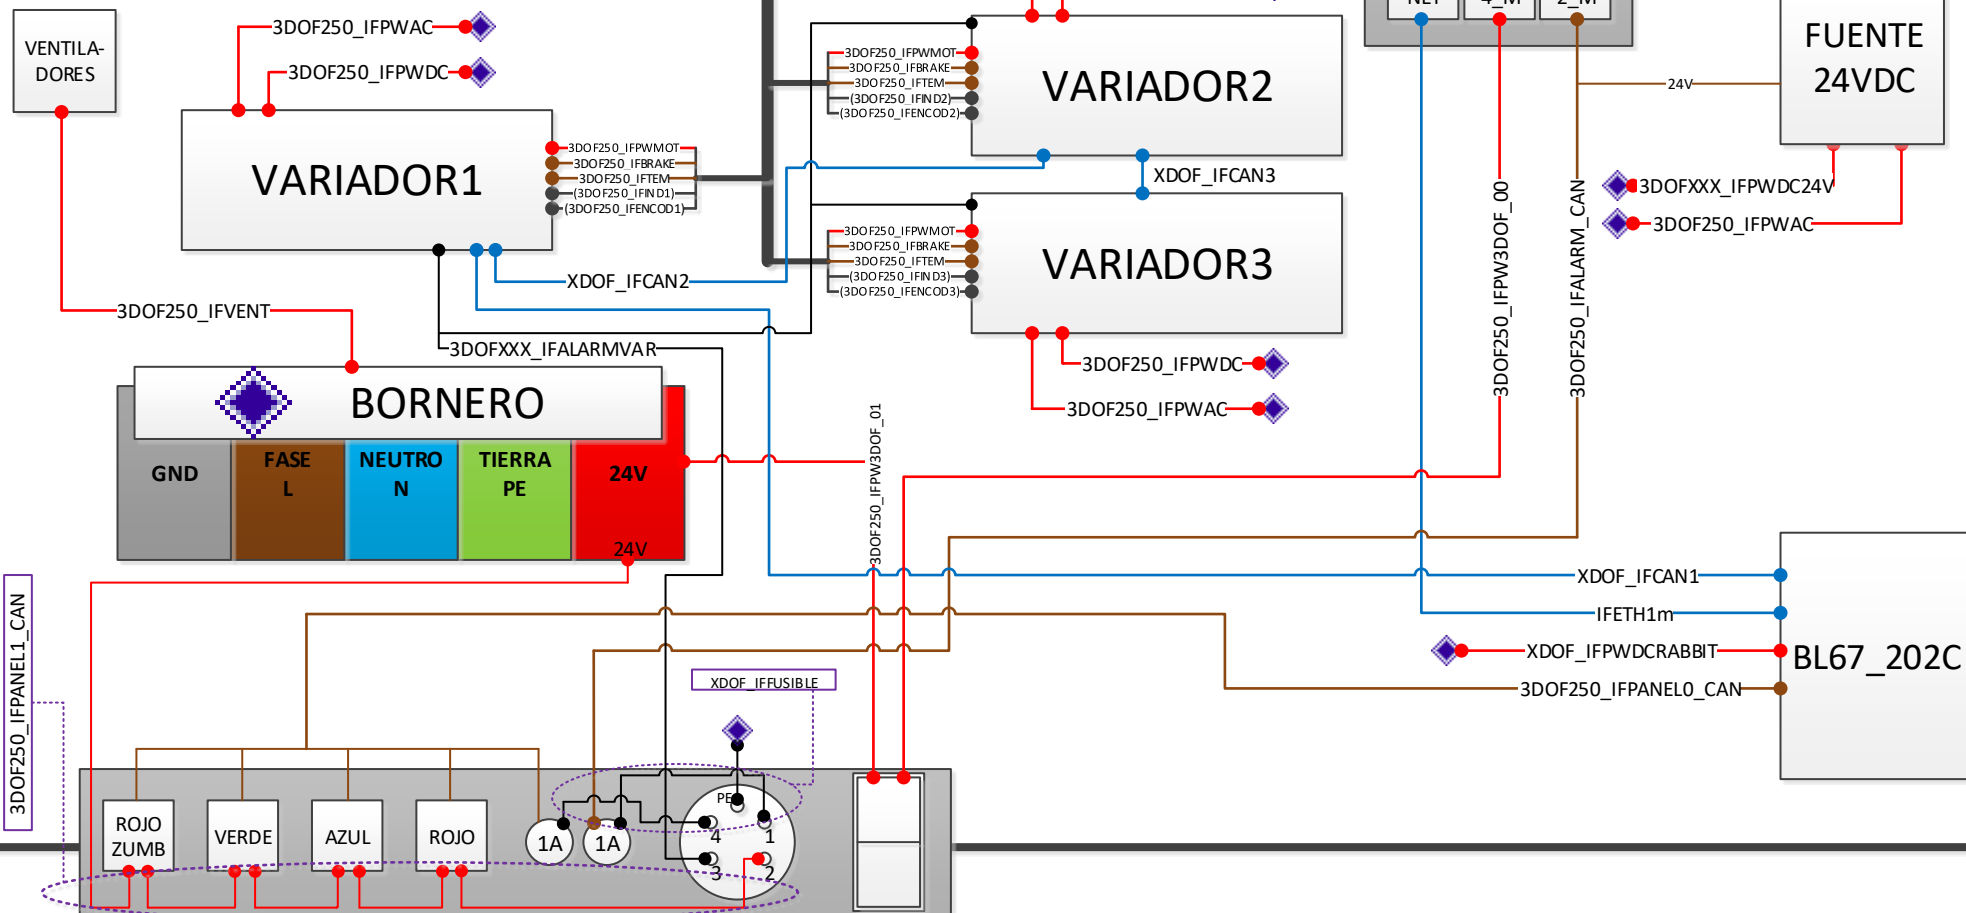 NET
4_M
2_M
VENTILA-
DORES
3DOF250_IFPWAC
3DOF250_IFPWDC
VARIADOR1
3DOF250_IFPWMOT
3DOF250_IFBRAKE
3DOF250_IFTEM
(3DOF250_IFIND1)
(3DOF250_IFENCOD1)
3DOF250_IFPWMOT
3DOF250_IFBRAKE
3DOF250_IFTEM
(3DOF250_IFIND2)
(3DOF250_IFENCOD2)
VARIADOR2
XDOF_IFCAN3
FUENTE
24VDC
24V
3DOFXXX_IFPWDC24V
3DOF250_IFPWAC
3DOF250_IFPWMOT
3DOF250_IFBRAKE
3DOF250_IFTEM
(3DOF250_IFIND3)
(3DOF250_IFENCOD3)
VARIADOR3
3DOF250_IFPW3DOF_00
3DOF250_IFALARM_CAN
XDOF_IFCAN2
3DOF250_IFVENT
3DOFXXX_IFALARMVAR
3DOF250_IFPWDC
3DOF250_IFPWAC
BORNERO
GND
FASE
L
NEUTRO
N
TIERRA
PE
24V
24V
3DOF250_IFPW3DOF_01
XDOF_IFCAN1
IFETH1m
XDOF_IFPWDCRABBIT
3DOF250_IFPANEL0_CAN
BL67_202C
3DOF250_IFPANEL1_CAN
XDOF_IFFUSIBLE
ROJO
ZUMB
VERDE
AZUL
ROJO
1A
1A
PE
4
1
3
2